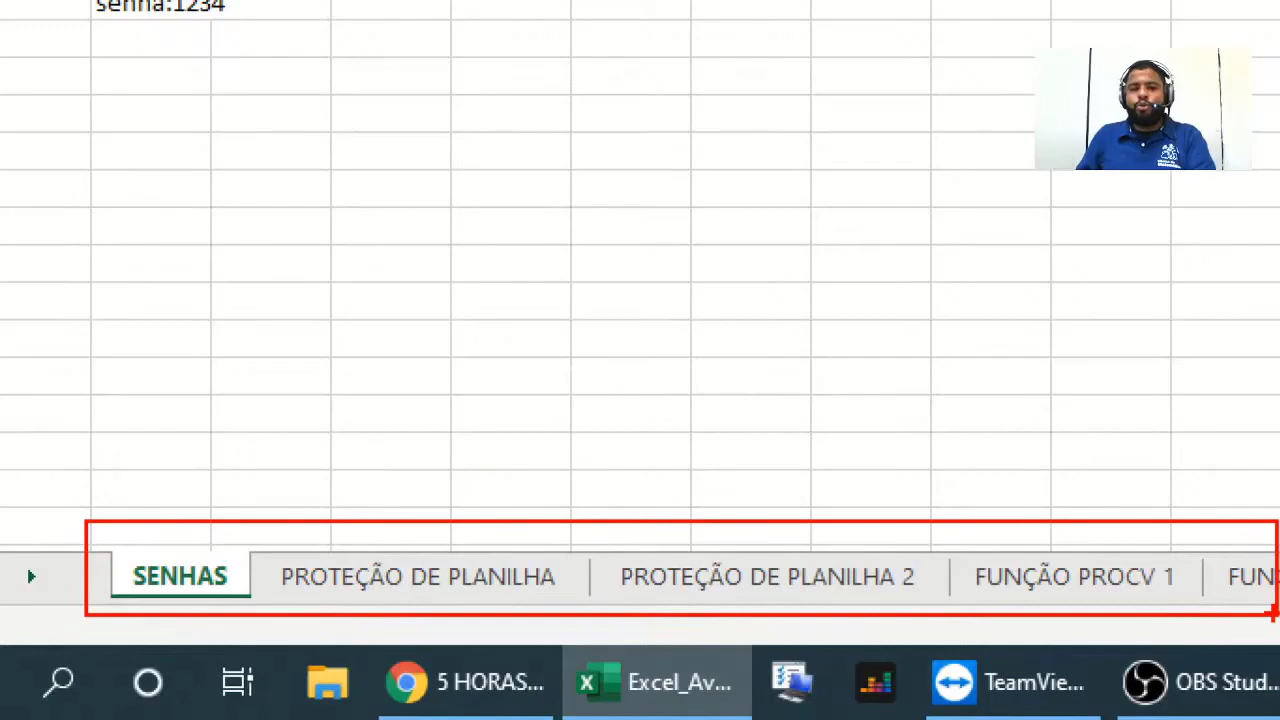 senha:1234
SENHAS
PROTEÇÃO DE PLANILHA
PROTEÇÃO DE PLANILHA 2
FUNÇÃO PROCV 1
FUN
5 HORAS...
Excel_Av...
TeamVie...
OBS Stud...